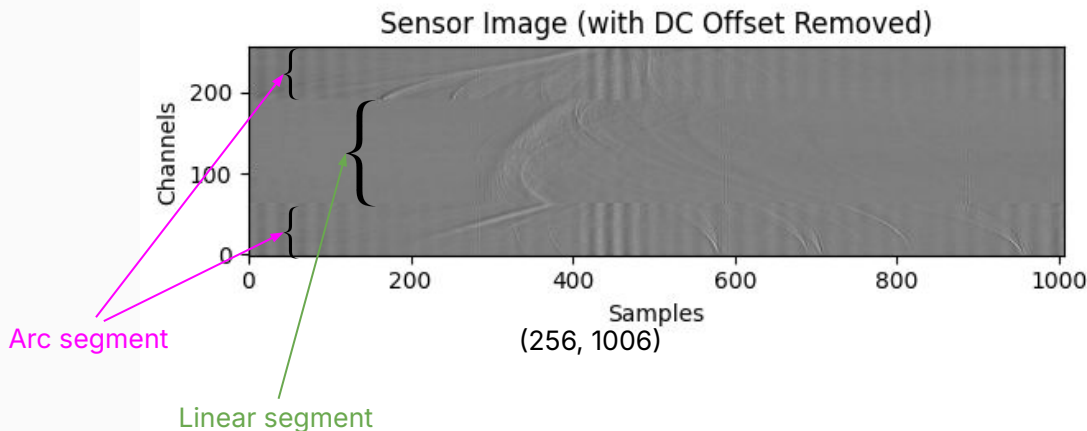 Sensor Image (with DC Offset Removed)
200
100
0
Channels
0 200 400 600 800 1000
Samples
(256, 1006)
Arc segment
Linear segment